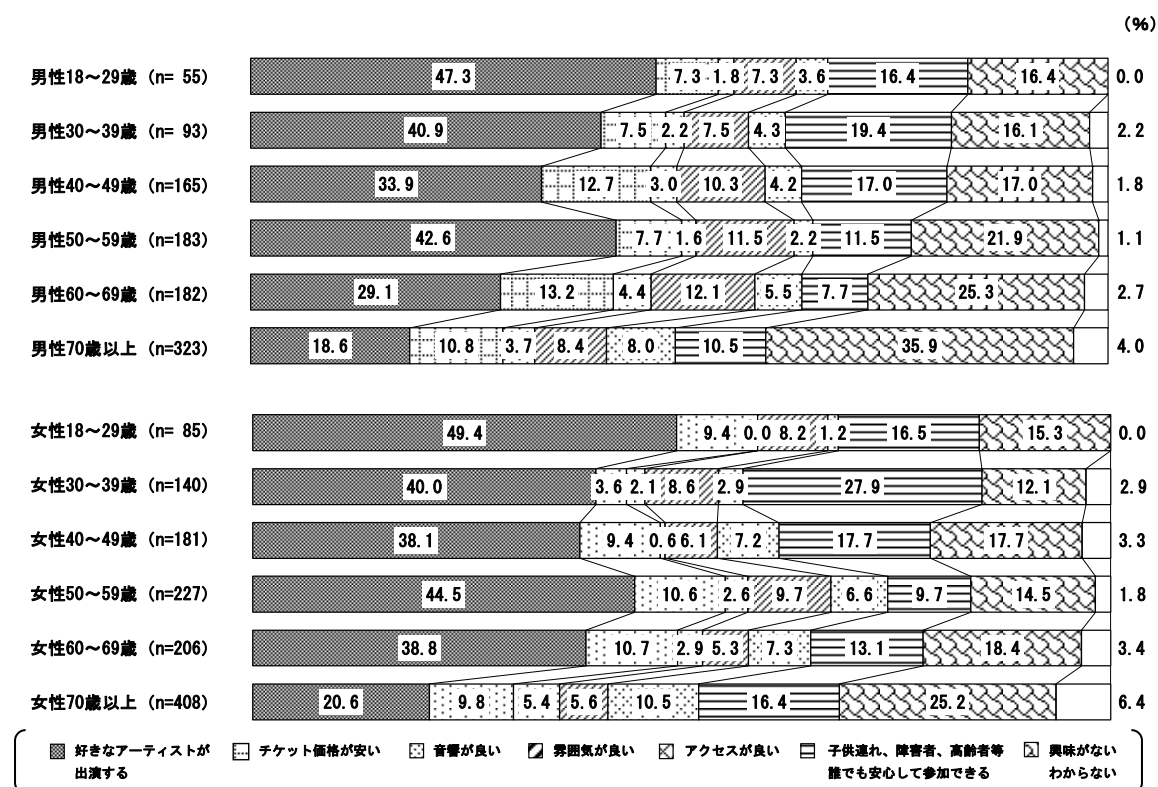 (%)
男性18～29歳 (n= 55) 47.3 7.3 1.8 7.3 3.6 16.4 16.4 0.0
男性30～39歳 (n= 93) 40.9 7.5 2.2 7.5 4.3 19.4 16.1 2.2
男性40～49歳 (n=165) 33.9 12.7 3.0 10.3 4.2 17.0 17.0 1.8
男性50～59歳 (n=183) 42.6 7.7 1.6 11.5 2.2 11.5 21.9 1.1
男性60～69歳 (n=182) 29.1 13.2 4.4 12.1 5.5 7.7 25.3 2.7
男性70歳以上 (n=323) 18.6 10.8 3.7 8.4 8.0 10.5 35.9 4.0
女性18～29歳 (n= 85) 49.4 9.4 0.0 8.2 1.2 16.5 15.3 0.0
女性30～39歳 (n=140) 40.0 3.6 2.1 8.6 2.9 27.9 12.1 2.9
女性40～49歳 (n=181) 38.1 9.4 0.6 6.1 7.2 17.7 17.7 3.3
女性50～59歳 (n=227) 44.5 10.6 2.6 9.7 6.6 9.7 14.5 1.8
女性60～69歳 (n=206) 38.8 10.7 2.9 5.3 7.3 13.1 18.4 3.4
女性70歳以上 (n=408) 20.6 9.8 5.4 5.6 10.5 16.4 25.2 6.4
好きなアーティストが
出演する
チケット価格が安い
音響が良い
雰囲気が良い
アクセスが良い
子供連れ、障害者、高齢者等
誰でも安心して参加できる
興味がない
わからない